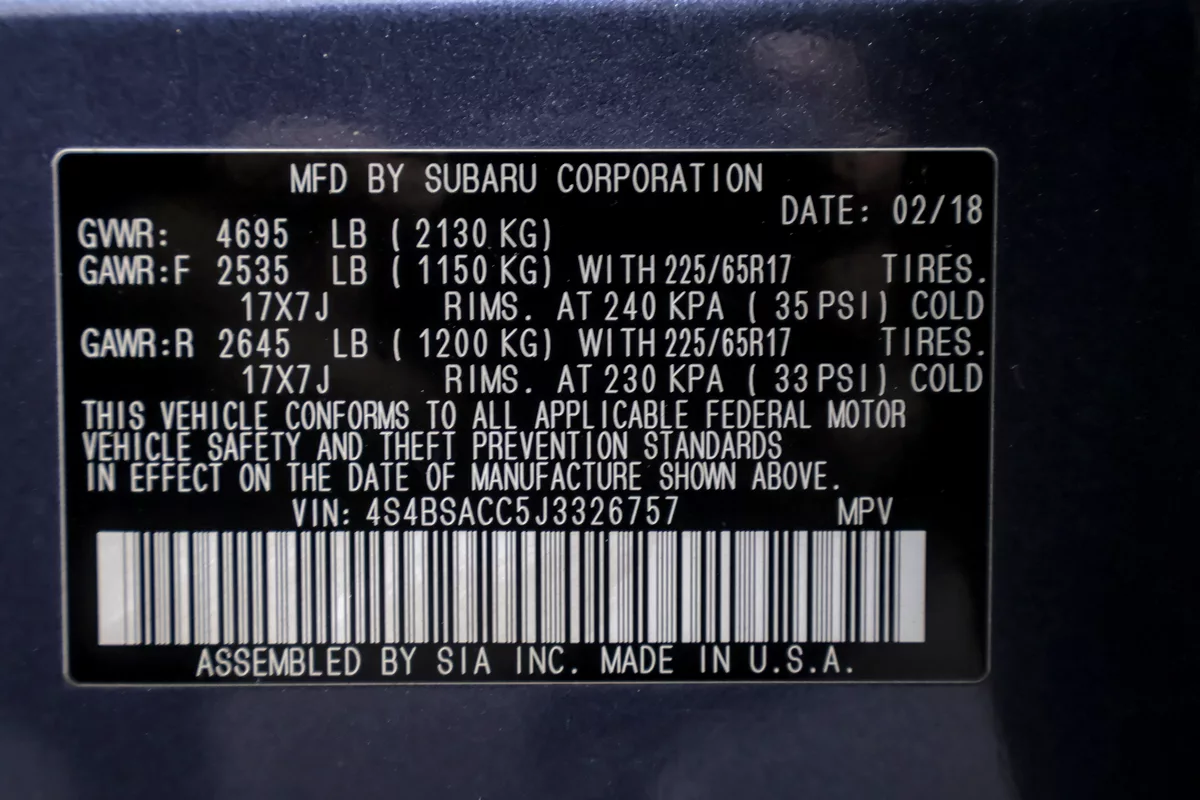 MFD BY SUBARU CORPORATION
DATE: 02/18
GVWR: 4695 LB ( 2130 KG)
GAWR:F 2535 LB ( 1150 KG) WITH 225/65R17 TIRES.
17X7J RIMS. AT 240 KPA ( 35 PSI) COLD
GAWR:R 2645 LB ( 1200 KG) WITH 225/65R17 TIRES.
17X7J RIMS. AT 230 KPA ( 33 PSI) COLD
THIS VEHICLE CONFORMS TO ALL APPLICABLE FEDERAL MOTOR
VEHICLE SAFETY AND THEFT PREVENTION STANDARDS
IN EFFECT ON THE DATE OF MANUFACTURE SHOWN ABOVE.
VIN: 4S4BSACC5J3326757 MPV
ASSEMBLED BY SIA INC. MADE IN U.S.A.